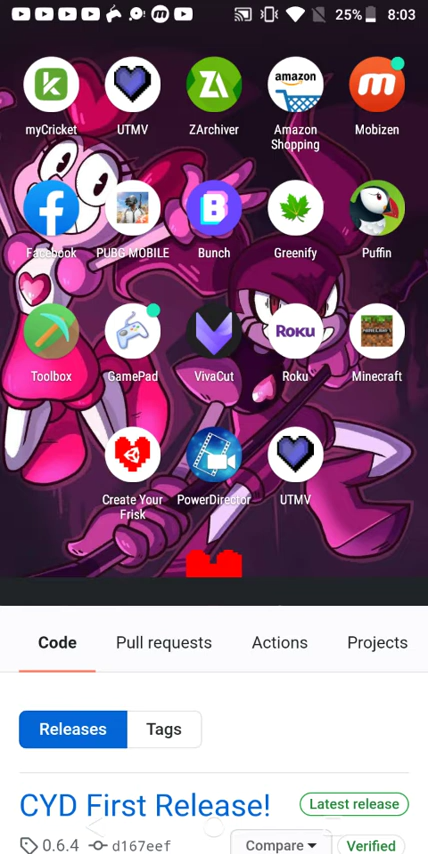 25% 8:03
myCricket UTMV ZArchiver Amazon Shopping Mobizen
Facebook PUBG MOBILE Bunch Greenify Puffin
Toolbox GamePad VivaCut Roku Minecraft
Create Your Frisk PowerDirector UTMV
Code Pull requests Actions Projects
Releases Tags
CYD First Release! Latest release
0.6.4 d167eef Compare Verified